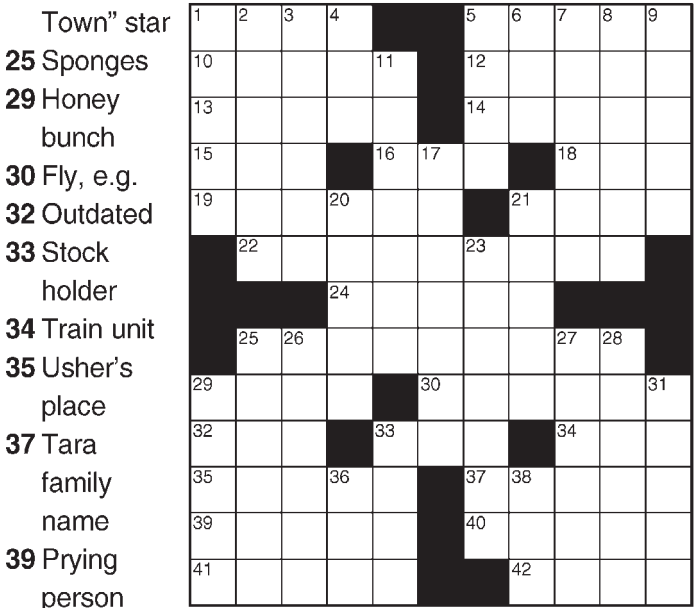 Town” star
25 Sponges
29 Honey
bunch
30 Fly, e.g.
32 Outdated
33 Stock
holder
34 Train unit
35 Usher’s
place
37 Tara
family
name
39 Prying
person
1 2 3 4 5 6 7 8 9
10 11 12
13 14
15 16 17 18
19 20 21
22 23
24
25 26 27 28
29 30 31
32 33 34
35 36 37 38
39 40
41 42